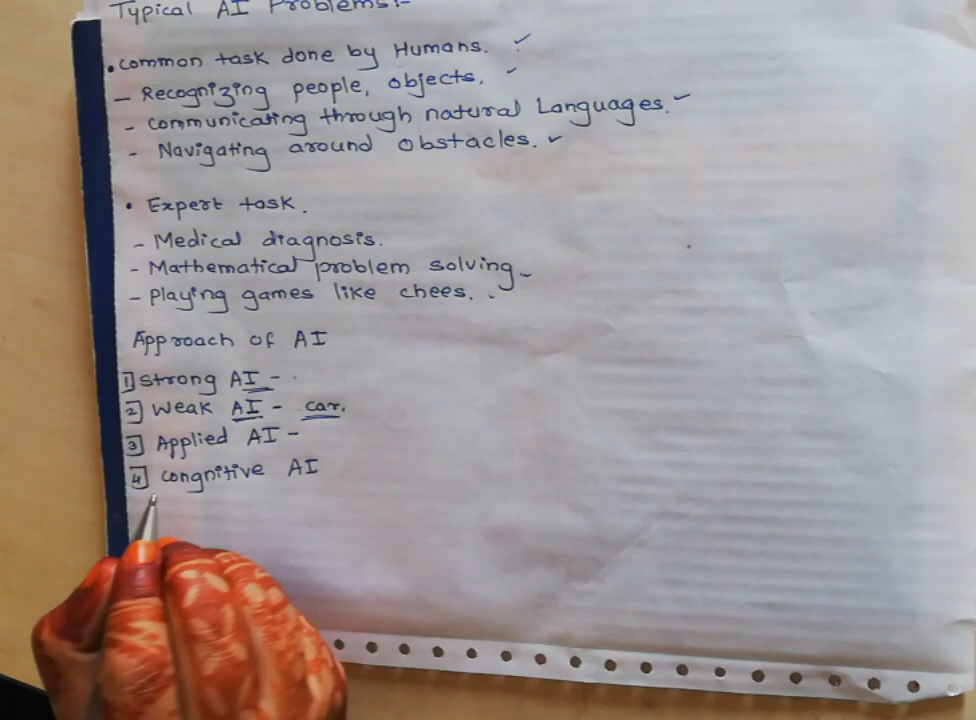 Typical AI Problems:-
• common task done by Humans.
- Recognizing people, objects.
- communicating through natural Languages.
- Navigating around obstacles.
• Expert task.
- Medical diagnosis.
- Mathematical problem solving
- Playing games like chees.
Approach of AI
1] strong AI -
2] Weak AI - car.
3] Applied AI -
4] congnitive AI